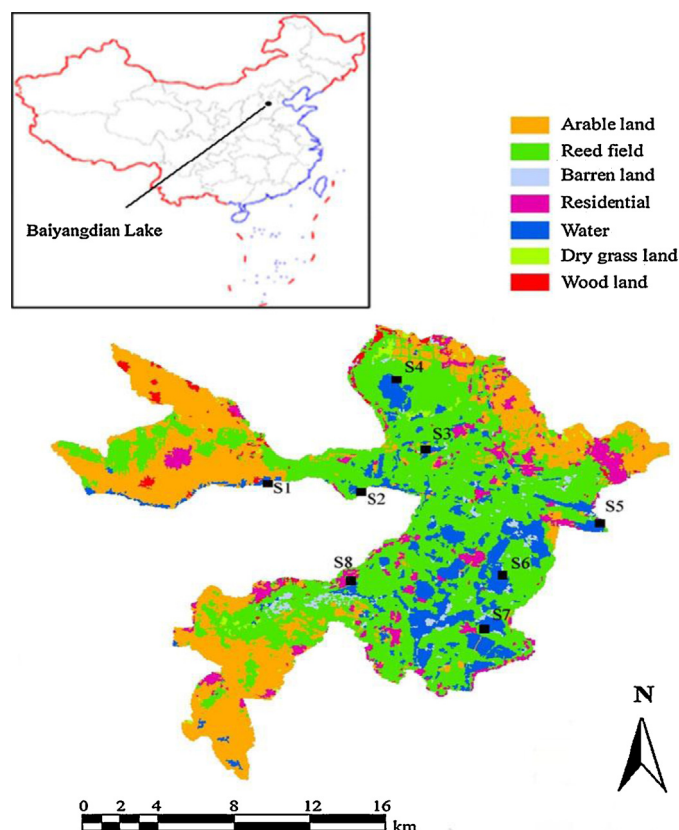 Baiyangdian Lake
Arable land
Reed field
Barren land
Residential
Water
Dry grass land
Wood land
S4
S3
S1
S2
S5
S6
S8
S7
N
0 2 4 8 12 16
km